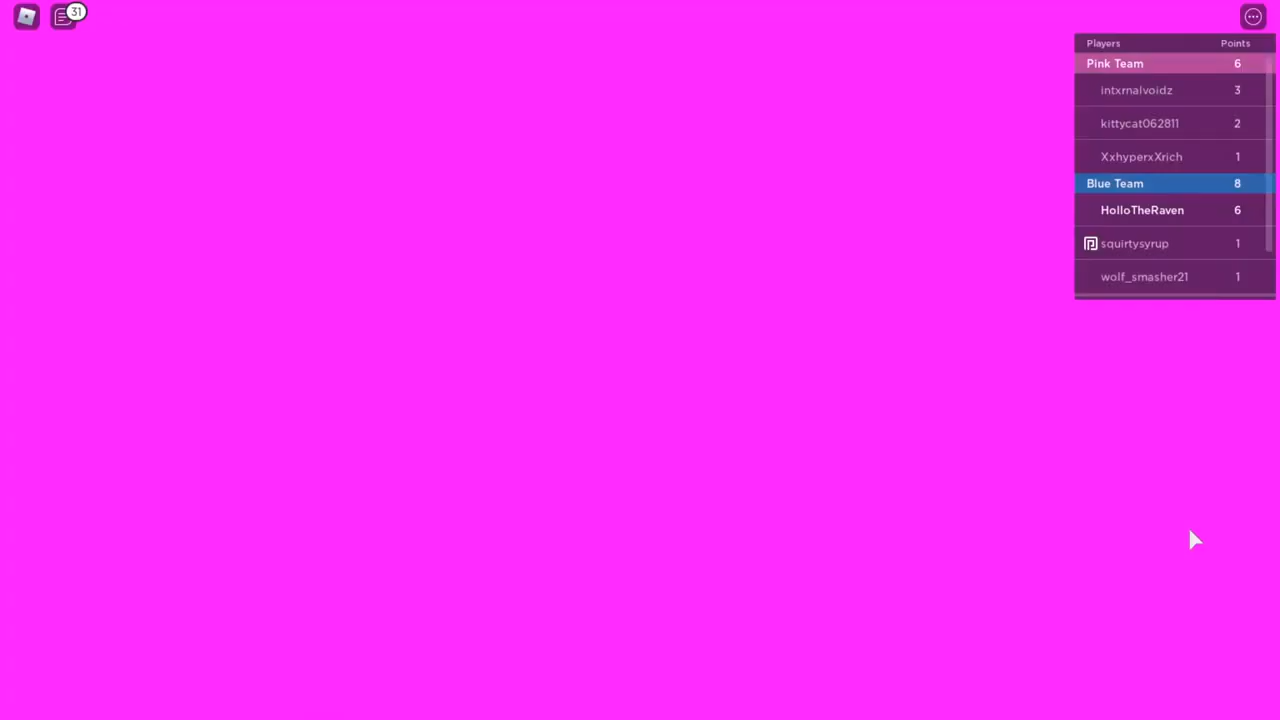 31
Players Points
Pink Team 6
intxrnalvoidz 3
kittycat062811 2
XxhyperxXrich 1
Blue Team 8
HolloTheRaven 6
squirtysyrup 1
wolf_smasher21 1